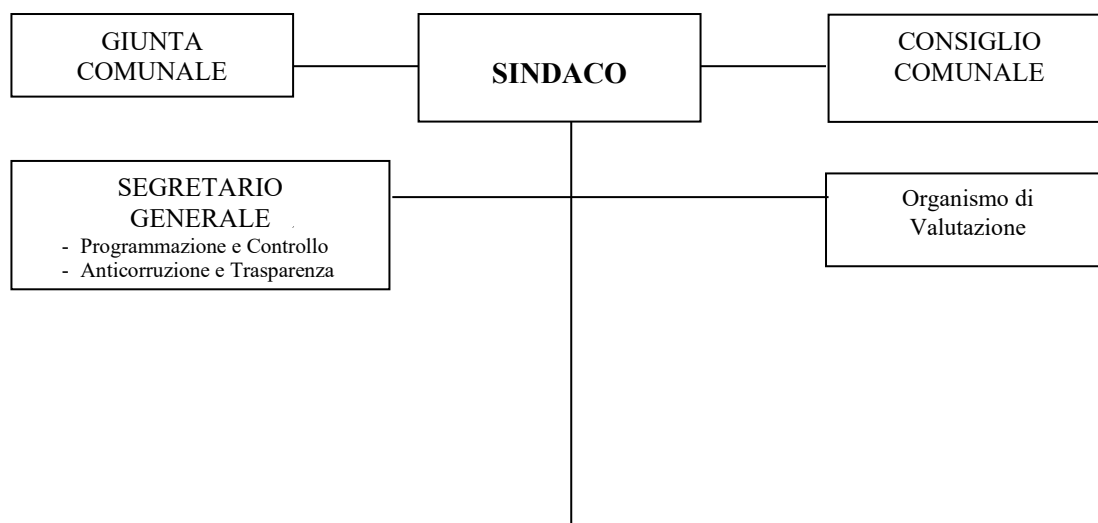 GIUNTA
COMUNALE
SINDACO
CONSIGLIO
COMUNALE
SEGRETARIO
GENERALE
- Programmazione e Controllo
- Anticorruzione e Trasparenza
Organismo di
Valutazione